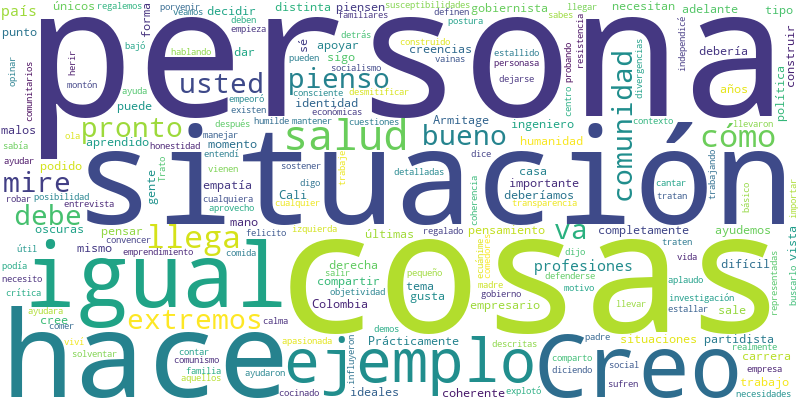 porvenir regalemos únicos veamos decidir distinta piensen familiares susceptibilidades definen gobiernista necesitan adelante tipo
persona
país forma hablando bajó punto opinar usted dar sé apoyar detrás deben postura empieza creencias estallido vainas construido sabes llegar resistencia independicé debería construir
herir montón pienso sigo pueden socialismo personasa dejarse probando centro divergencias años política
comunitarios ayuda puede empeoró existen consciente identidad desmitificar económicas comunidad contexto
malos pronto después humilde mantener cuestiones Armitage ingeniero llevaron
ola salud bueno cómo
sabía aprendido honestidad manejar momento entendí humanidad
situación
ayudar podido gente Trato vienen sostener trabajé dice casa cantar tratan trabajando básico importar
mire robar posibilidad entrevista empatía cualquiera aprovecho digo Cali cualquier detalladas coherencia importante deberíamos transparencia
debe oscuras pensar convencer llega mano felicito izquierda últimas regalado pensamiento va completamente ayudemos vista
útil mismo emprendimiento comida salir derecha compartir pequeño ecuánime comedores dijo defenderse traten difícil representadas
igual cosas
podía necesito crítica objetividad tema gusta madre gobierno profesiones motivo vida aplaudo investigación estallar buscarlo
ayudara cree extremos calma Colombia empresario llevar sale
hace ejemplo creo
comer viví solventar contar comunismo familia aquellos ayudaron apasionada cocinado influyeron demos Prácticamente descritas ideales coherente explotó padre comparto diciendo situaciones social sufren partidista realmente carrera empresa trabajo necesidades